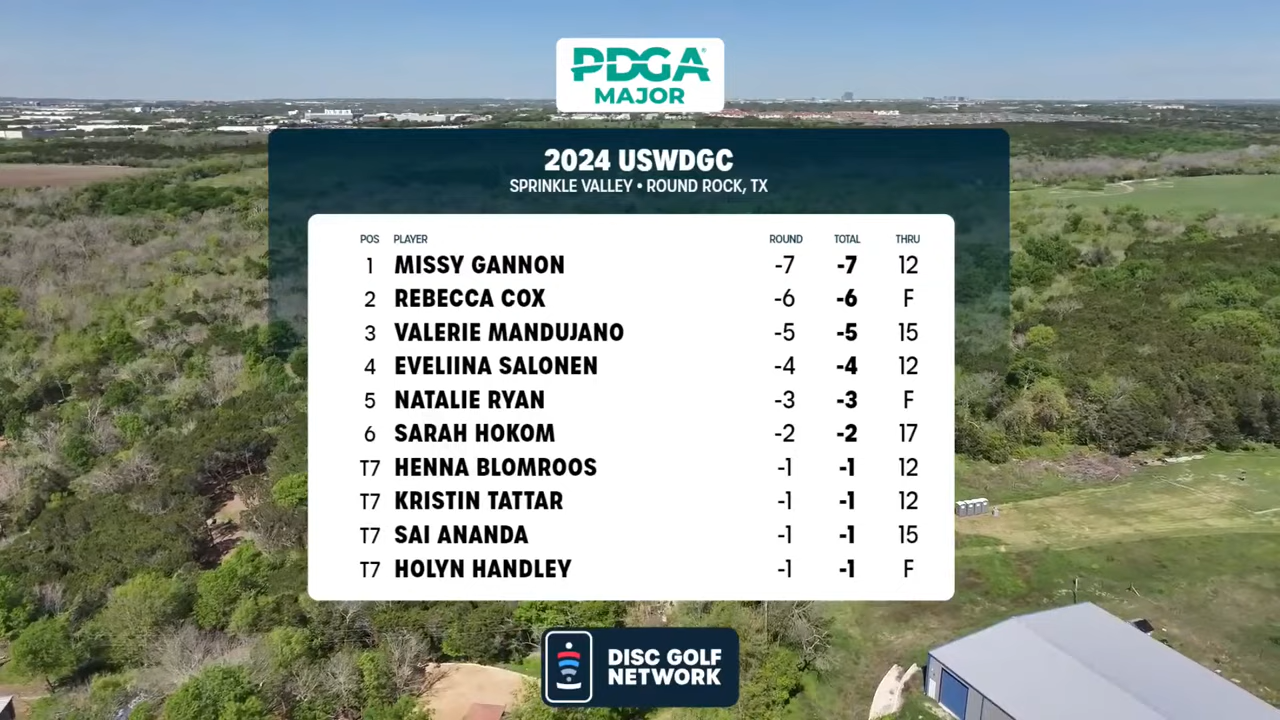 PDGA
MAJOR
2024 USWDGC
SPRINKLE VALLEY • ROUND ROCK, TX
POS PLAYER ROUND TOTAL THRU
1 MISSY GANNON -7 -7 12
2 REBECCA COX -6 -6 F
3 VALERIE MANDUJANO -5 -5 15
4 EVELIINA SALONEN -4 -4 12
5 NATALIE RYAN -3 -3 F
6 SARAH HOKOM -2 -2 17
T7 HENNA BLOMROOS -1 -1 12
T7 KRISTIN TATTAR -1 -1 12
T7 SAI ANANDA -1 -1 15
T7 HOLYN HANDLEY -1 -1 F
DISC GOLF
NETWORK